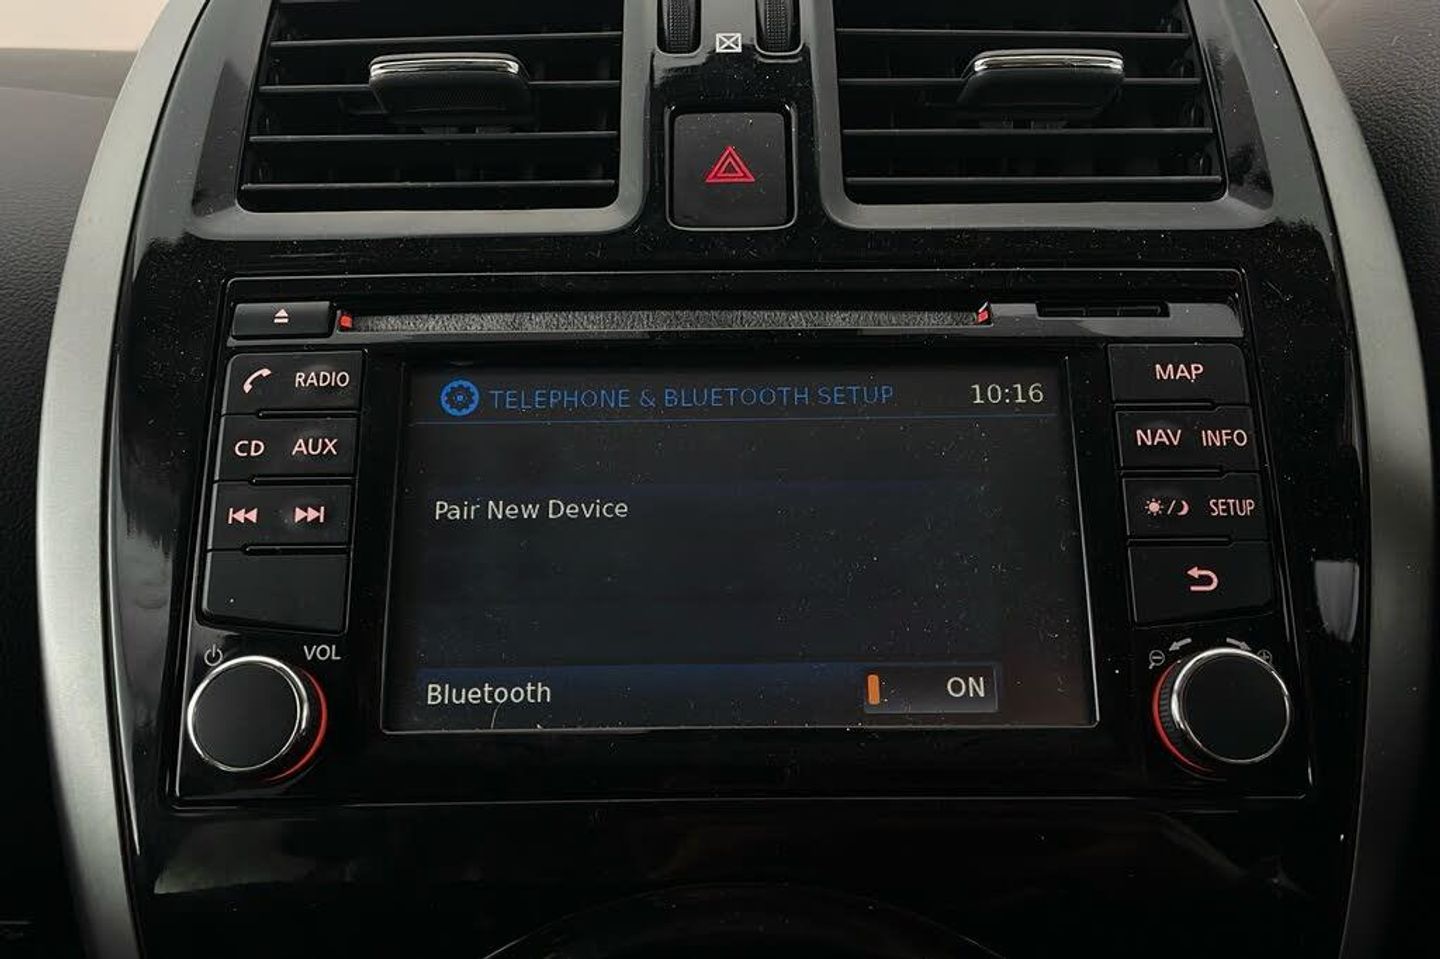 TELEPHONE & BLUETOOTH SETUP 10:16
RADIO
CD AUX
VOL
Pair New Device
Bluetooth ON
MAP
NAV INFO
SETUP